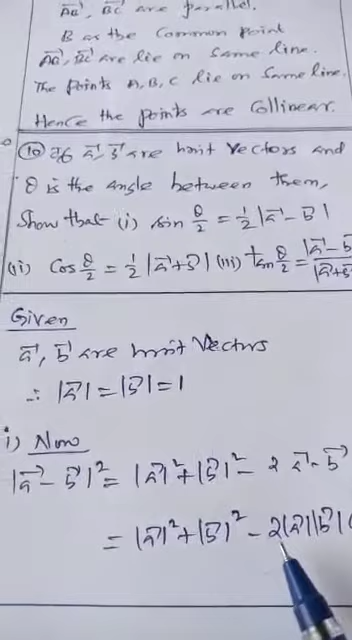 AB, BC are parallel.
B as the Common point
AB, BC are lie on Same line.
The points A, B, C lie on Same line.
Hence the points are Collinear.
(10) If a⃗, b⃗ are unit vectors and
θ is the angle between them,
Show that (i) sin θ/2 = 1/2 |a⃗ - b⃗|
(ii) Cos θ/2 = 1/2 |a⃗+b⃗| (iii) tan θ/2 = |a⃗-b⃗|/|a⃗+b⃗|
Given
a⃗, b⃗ are unit Vectors
∴ |a⃗| = |b⃗| = 1
i) Now
|a⃗ - b⃗|² = |a⃗|² + |b⃗|² - 2 a⃗ · b⃗
= |a⃗|² + |b⃗|² - 2|a⃗||b⃗|